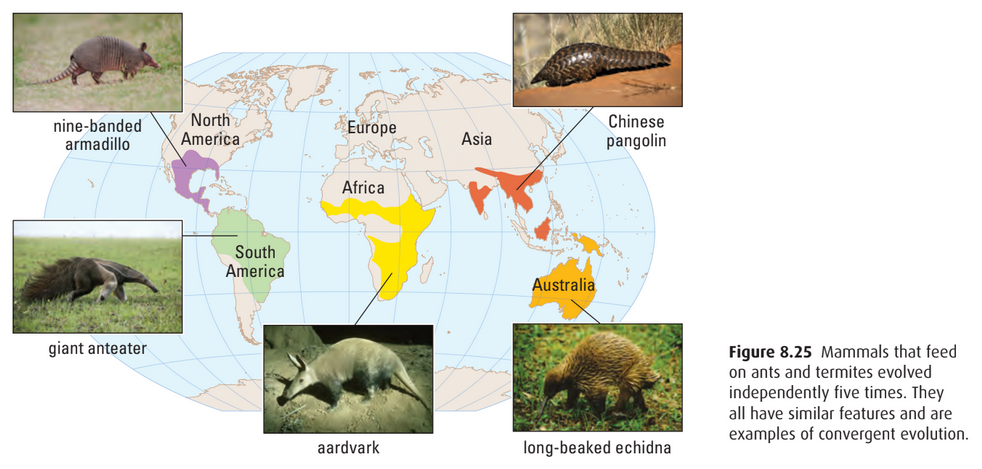 nine-banded
armadillo
North
America
Europe
Asia
Chinese
pangolin
Africa
South
America
Australia
giant anteater
aardvark
long-beaked echidna
Figure 8.25 Mammals that feed
on ants and termites evolved
independently five times. They
all have similar features and are
examples of convergent evolution.